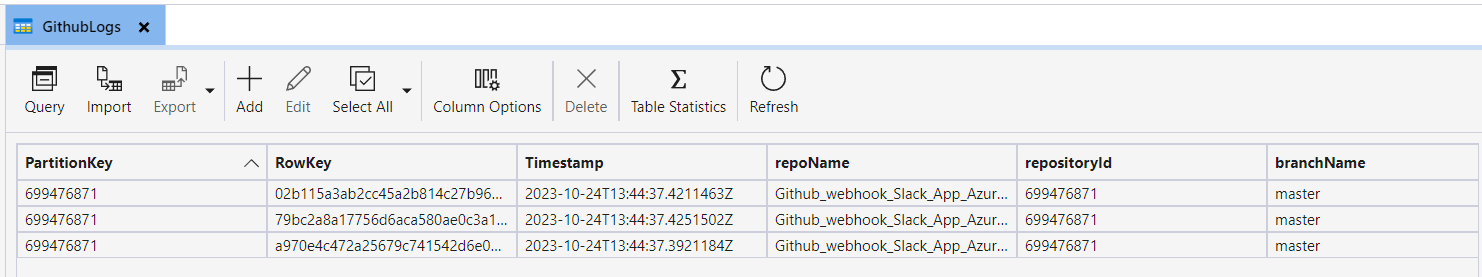 GithubLogs
Query Import Export Add Edit Select All Column Options Delete Table Statistics Refresh
PartitionKey RowKey Timestamp repoName repositoryId branchName
699476871 02b115a3ab2cc45a2b814c27b96... 2023-10-24T13:44:37.4211463Z Github_webhook_Slack_App_Azur... 699476871 master
699476871 79bc2a8a17756d6aca580ae0c3a1... 2023-10-24T13:44:37.4251502Z Github_webhook_Slack_App_Azur... 699476871 master
699476871 a970e4c472a25679c741542d6e0... 2023-10-24T13:44:37.3921184Z Github_webhook_Slack_App_Azur... 699476871 master